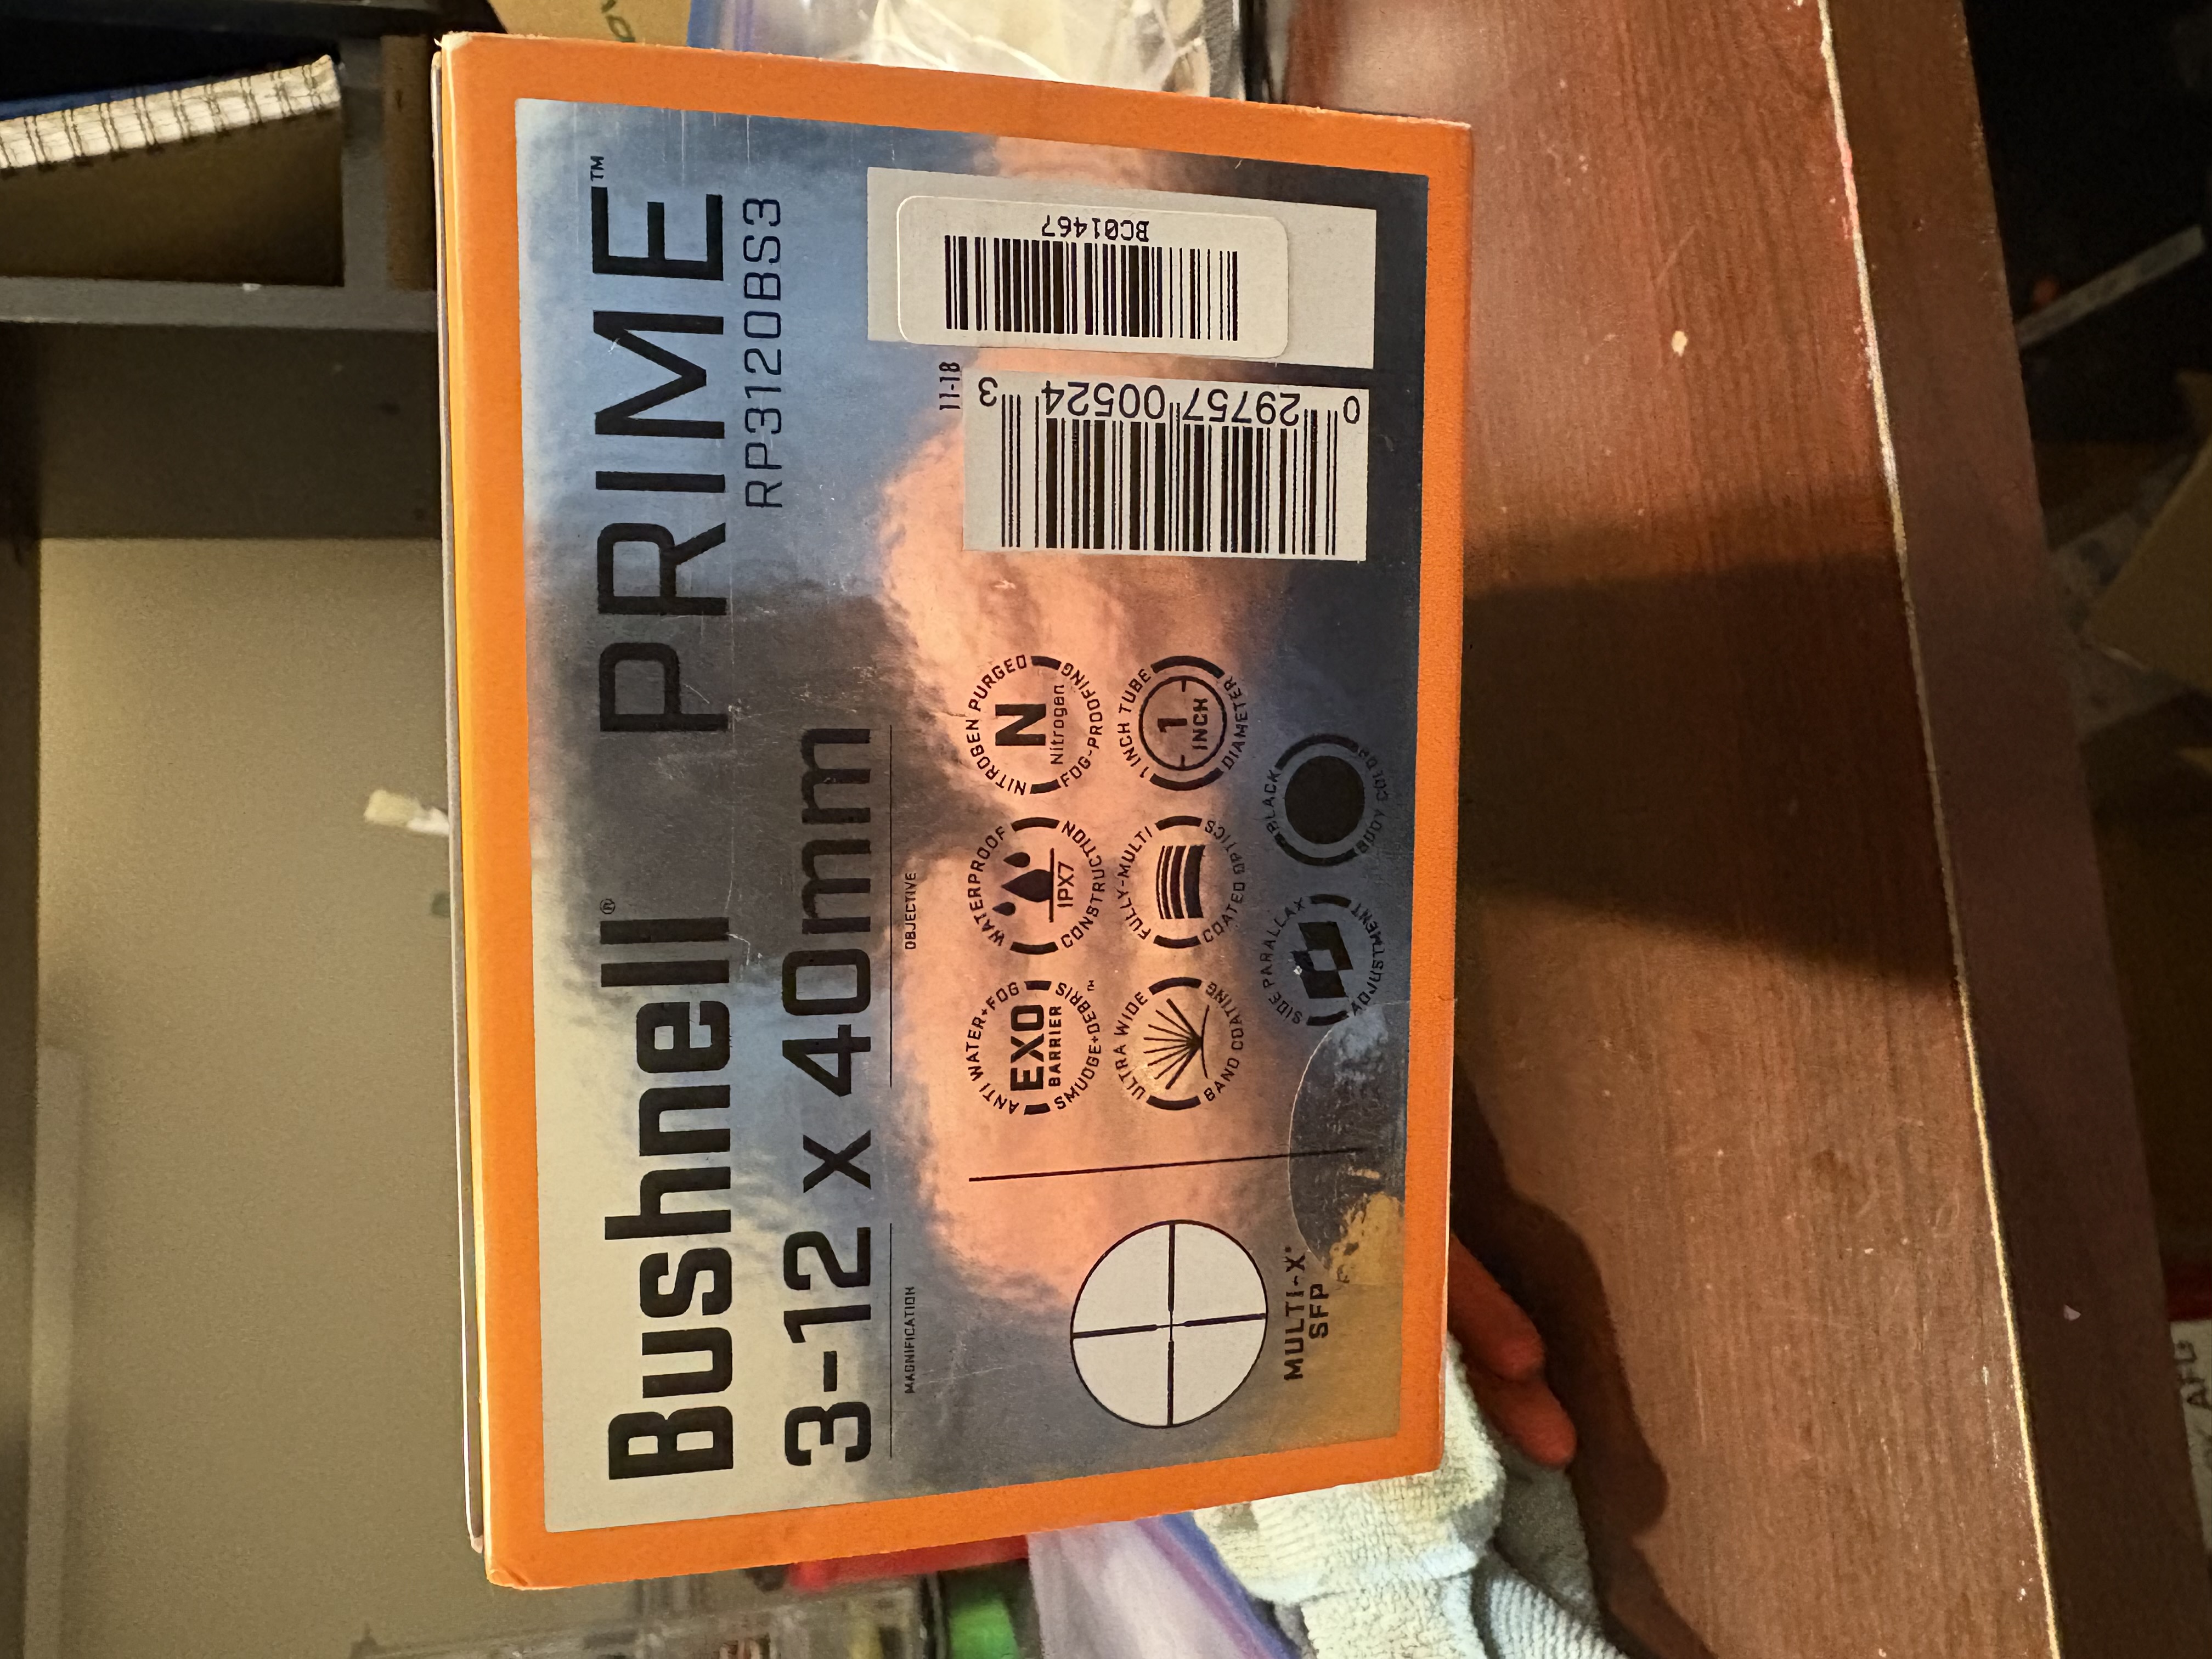 Bushnell® PRIME™
RP3120BS3
3-12 x 40mm
MAGNIFICATION
OBJECTIVE
MULTI-X®
SFP
ANTI WATER+FOG
EXO
BARRIER
SMUDGE+DEBRIS™
WATERPROOF
IPX7
CONSTRUCTION
NITROGEN PURGED
N
Nitrogen
FOG-PROOFING
ULTRA WIDE
BAND COATING
FULLY-MULTI
COATED OPTICS
1 INCH TUBE
1
INCH
DIAMETER
SIDE PARALLAX
ADJUSTMENT
BLACK
BODY COLOR
11-18
0 29757 00524 3
BC01467